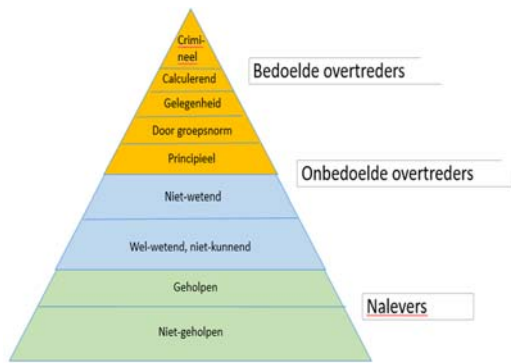 Crimi-
neel
Bedoelde overtreders
Calculerend
Gelegenheid
Door groepsnorm
Principieel
Onbedoelde overtreders
Niet-wetend
Wel-wetend, niet-kunnend
Geholpen
Nalevers
Niet-geholpen